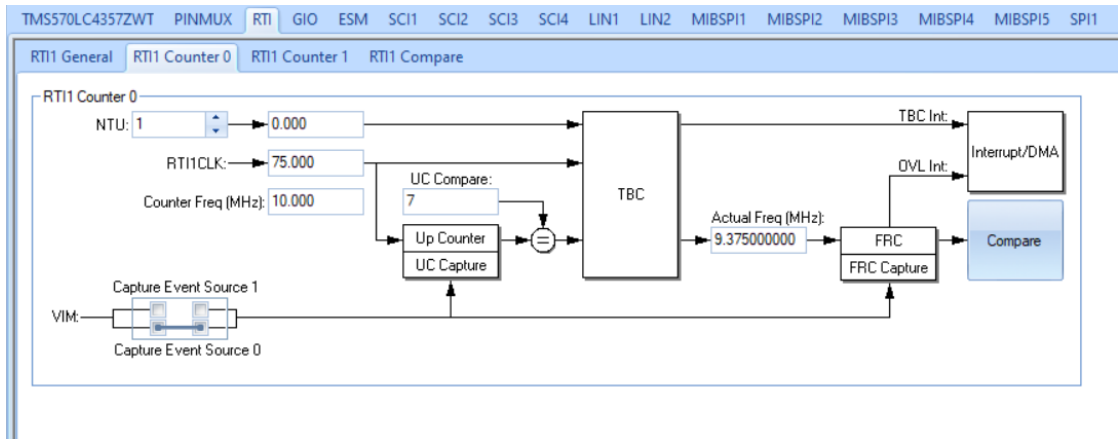 TMS570LC4357ZWT PINMUX RTI GIO ESM SCI1 SCI2 SCI3 SCI4 LIN1 LIN2 MIBSPI1 MIBSPI2 MIBSPI3 MIBSPI4 MIBSPI5 SPI1
RTI1 General RTI1 Counter 0 RTI1 Counter 1 RTI1 Compare
RTI1 Counter 0
NTU: 1 0.000
TBC Int:
Interrupt/DMA
RTI1CLK: 75.000
OVL Int:
UC Compare:
Counter Freq (MHz): 10.000
7
TBC
Actual Freq (MHz):
Up Counter
=
9.375000000
FRC
Compare
UC Capture
FRC Capture
Capture Event Source 1
VIM:
Capture Event Source 0